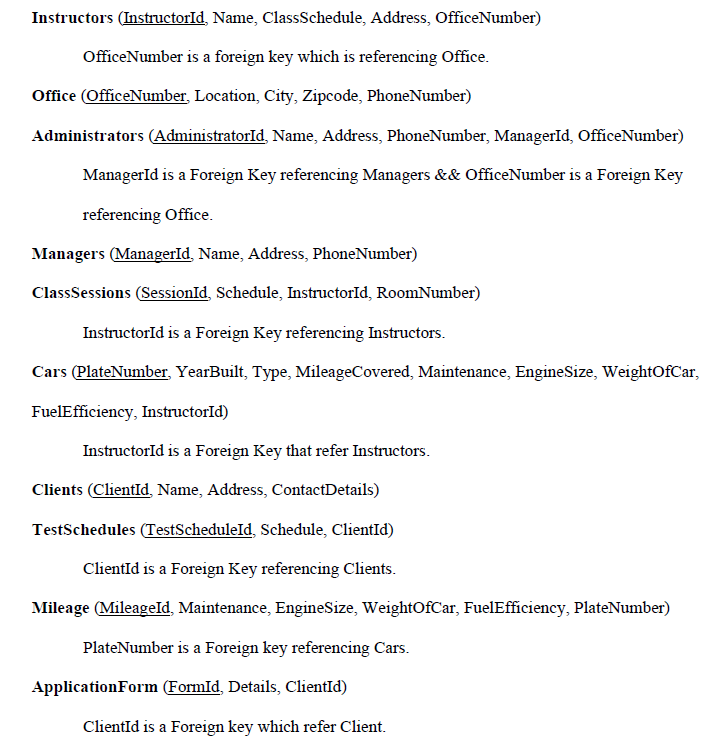 Instructors (InstructorId, Name, ClassSchedule, Address, OfficeNumber)
OfficeNumber is a foreign key which is referencing Office.
Office (OfficeNumber, Location, City, Zipcode, PhoneNumber)
Administrators (AdministratorId, Name, Address, PhoneNumber, ManagerId, OfficeNumber)
ManagerId is a Foreign Key referencing Managers && OfficeNumber is a Foreign Key
referencing Office.
Managers (ManagerId, Name, Address, PhoneNumber)
ClassSessions (SessionId, Schedule, InstructorId, RoomNumber)
InstructorId is a Foreign Key referencing Instructors.
Cars (PlateNumber, YearBuilt, Type, MileageCovered, Maintenance, EngineSize, WeightOfCar,
FuelEfficiency, InstructorId)
InstructorId is a Foreign Key that refer Instructors.
Clients (ClientId, Name, Address, ContactDetails)
TestSchedules (TestScheduleId, Schedule, ClientId)
ClientId is a Foreign Key referencing Clients.
Mileage (MileageId, Maintenance, EngineSize, WeightOfCar, FuelEfficiency, PlateNumber)
PlateNumber is a Foreign key referencing Cars.
ApplicationForm (FormId, Details, ClientId)
ClientId is a Foreign key which refer Client.